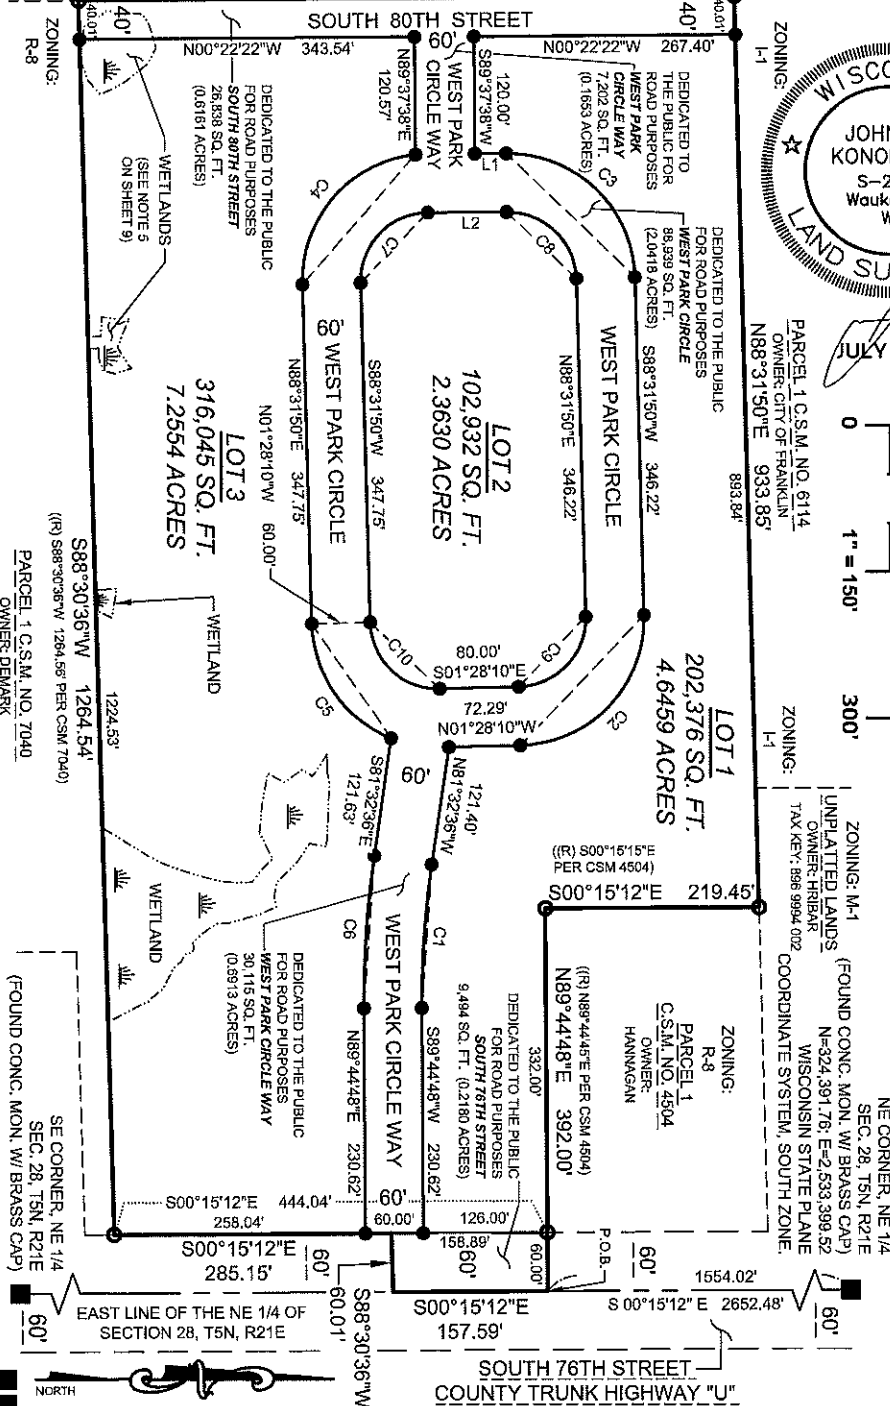 SOUTH 80TH STREET
40.01'
40'
N00°22'22"W 343.54'
60'
N00°22'22"W 267.40'
40'
40.01'
ZONING:
R-8
ZONING:
I-1
N89°37'38"E
120.57'
WEST PARK
CIRCLE WAY
S89°37'38"W
120.00'
L1
DEDICATED TO
THE PUBLIC FOR
ROAD PURPOSES
WEST PARK
CIRCLE WAY
7,202 SQ. FT.
(0.1653 ACRES)
C3
DEDICATED TO THE PUBLIC
FOR ROAD PURPOSES
WEST PARK CIRCLE
88,939 SQ. FT.
(2.0418 ACRES)
DEDICATED TO THE PUBLIC
FOR ROAD PURPOSES
SOUTH 80TH STREET
26,838 SQ. FT.
(0.6161 ACRES)
WETLANDS
(SEE NOTE 5
ON SHEET 9)
C4
C7
L2
C8
LAND SU
JULY
PARCEL 1 C.S.M. NO. 6114
OWNER: CITY OF FRANKLIN
N88°31'50"E 933.85'
893.84'
0
1" = 150'
300'
WEST PARK CIRCLE
S88°31'50"W 346.22'
N88°31'50"E 346.22'
LOT 2
102,932 SQ. FT.
2.3630 ACRES
S88°31'50"W 347.75'
60' WEST PARK CIRCLE
N88°31'50"E 347.75'
N01°28'10"W 60.00'
LOT 3
316,045 SQ. FT.
7.2554 ACRES
S88°30'36"W 1264.54'
((R) S88°30'36"W 1264.56' PER CSM 7040)
1224.53'
PARCEL 1 C.S.M. NO. 7040
OWNER: DEMARK
WETLAND
C10
C5
80.00'
S01°28'10"E
C9
72.29'
N01°28'10"W
C2
LOT 1
202,376 SQ. FT.
4.6459 ACRES
ZONING:
I-1
ZONING: M-1
UNPLATTED LANDS
OWNER: HRIBAR
TAX KEY: 896 9994 002
60'
121.40'
N81°32'36"W
S81°32'36"E
121.63'
((R) S00°15'15"E
PER CSM 4504)
S00°15'12"E 219.45'
WETLAND
C6
C1
WEST PARK CIRCLE WAY
DEDICATED TO THE PUBLIC
FOR ROAD PURPOSES
WEST PARK CIRCLE WAY
30,115 SQ. FT.
(0.6913 ACRES)
N89°44'48"E 230.62'
S89°44'48"W 230.62'
DEDICATED TO THE PUBLIC
FOR ROAD PURPOSES
SOUTH 76TH STREET
9,494 SQ. FT. (0.2180 ACRES)
332.00'
N89°44'48"E 392.00'
((R) N89°44'45"E PER CSM 4504)
PARCEL 1
C.S.M. NO. 4504
OWNER:
HANNAGAN
ZONING:
R-8
NE CORNER, NE 1/4
SEC. 28, T5N, R21E
(FOUND CONC. MON. W/ BRASS CAP)
N=324,391.76; E=2,533,399.52
WISCONSIN STATE PLANE
COORDINATE SYSTEM, SOUTH ZONE.
SE CORNER, NE 1/4
SEC. 28, T5N, R21E
(FOUND CONC. MON. W/ BRASS CAP)
S00°15'12"E 444.04'
258.04'
60'
60.00'
126.00'
158.89'
60.00'
P.O.B.
S00°15'12"E
285.15'
60'
60'
60'
1554.02'
60'
60'
S88°30'36"W
60.01'
S00°15'12"E
157.59'
S 00°15'12" E 2652.48'
EAST LINE OF THE NE 1/4 OF
SECTION 28, T5N, R21E
NORTH
SOUTH 76TH STREET
COUNTY TRUNK HIGHWAY "U"